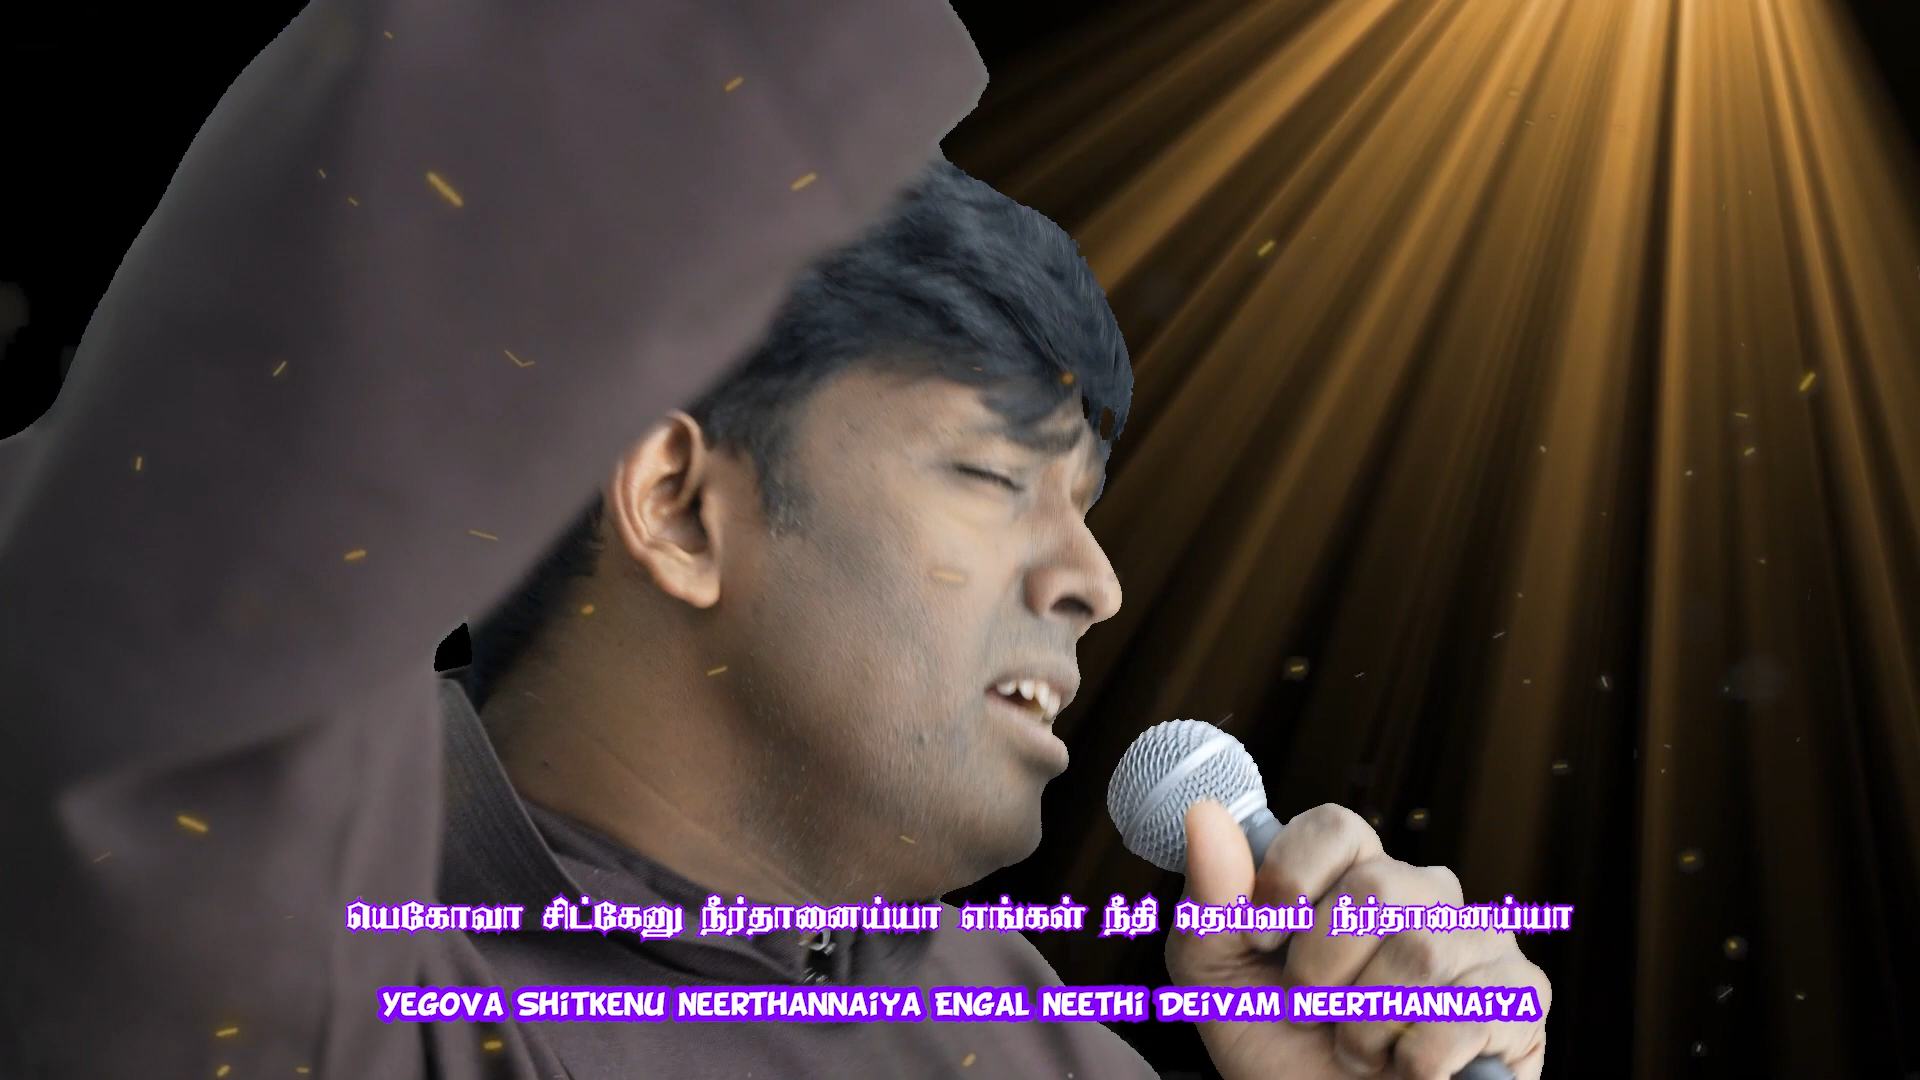 யெகோவா சிட்கேனு நீர்தானைய்யா எங்கள் நீதி தெய்வம் நீர்தானைய்யா
YEGOVA SHITKENU NEERTHANNAIYA ENGAL NEETHI DEIVAM NEERTHANNAIYA